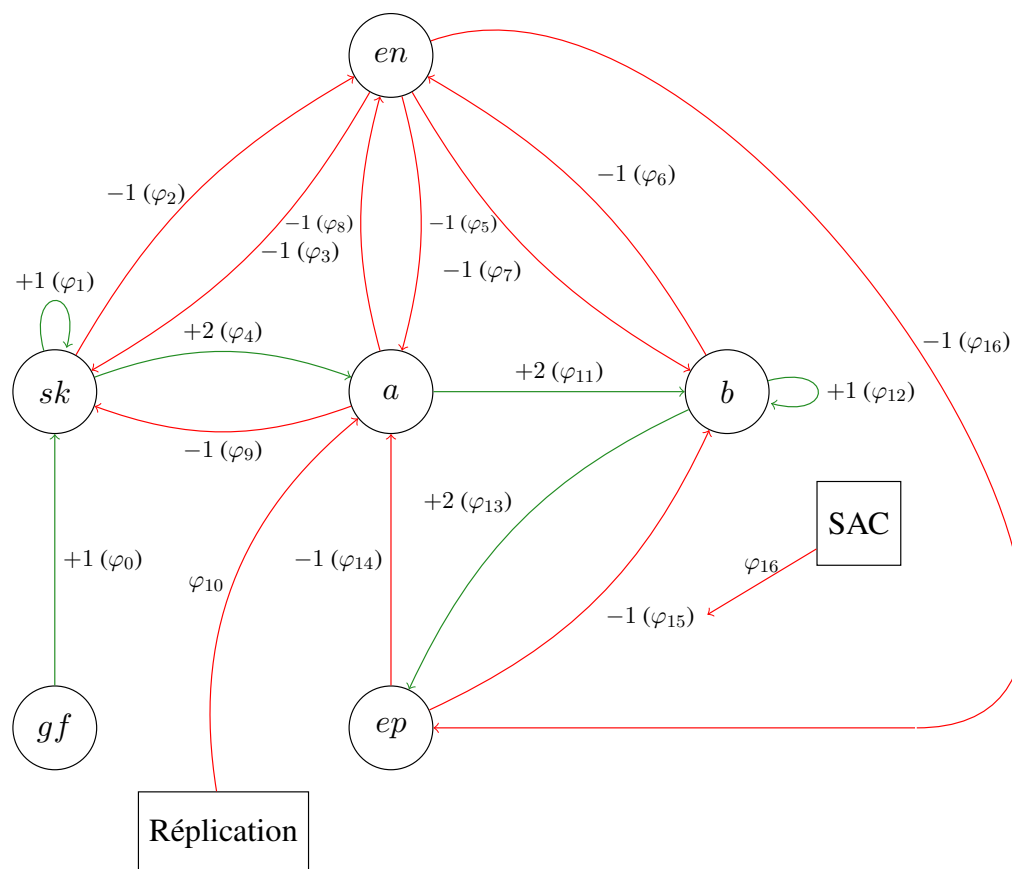 en
−1 (φ₂)
−1 (φ₆)
−1 (φ₈)
−1 (φ₅)
−1 (φ₃)
−1 (φ₇)
+1 (φ₁)
+2 (φ₄)
−1 (φ₁₆)
+2 (φ₁₁)
sk
a
b
+1 (φ₁₂)
−1 (φ₉)
+2 (φ₁₃)
SAC
+1 (φ₀)
φ₁₀
−1 (φ₁₄)
φ₁₆
−1 (φ₁₅)
gf
ep
Réplication